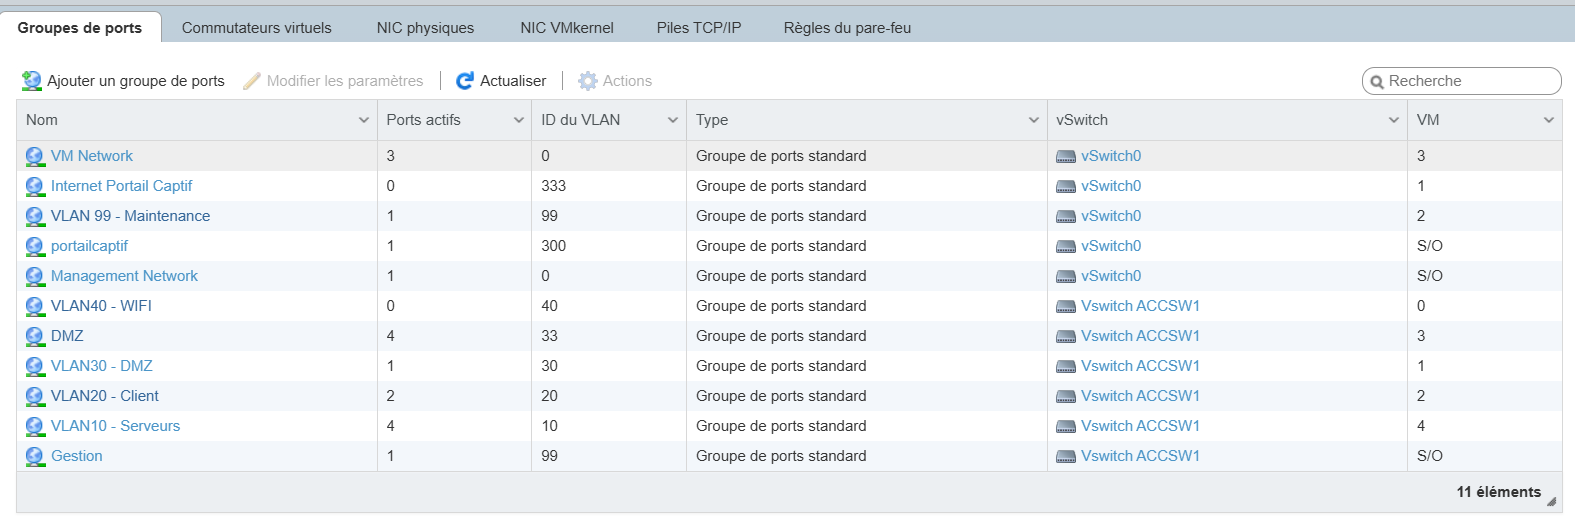 Groupes de ports Commutateurs virtuels NIC physiques NIC VMkernel Piles TCP/IP Règles du pare-feu
Ajouter un groupe de ports Modifier les paramètres Actualiser Actions Recherche
Nom Ports actifs ID du VLAN Type vSwitch VM
VM Network 3 0 Groupe de ports standard vSwitch0 3
Internet Portail Captif 0 333 Groupe de ports standard vSwitch0 1
VLAN 99 - Maintenance 1 99 Groupe de ports standard vSwitch0 2
portailcaptif 1 300 Groupe de ports standard vSwitch0 S/O
Management Network 1 0 Groupe de ports standard vSwitch0 S/O
VLAN40 - WIFI 0 40 Groupe de ports standard Vswitch ACCSW1 0
DMZ 4 33 Groupe de ports standard Vswitch ACCSW1 3
VLAN30 - DMZ 1 30 Groupe de ports standard Vswitch ACCSW1 1
VLAN20 - Client 2 20 Groupe de ports standard Vswitch ACCSW1 2
VLAN10 - Serveurs 4 10 Groupe de ports standard Vswitch ACCSW1 4
Gestion 1 99 Groupe de ports standard Vswitch ACCSW1 S/O
11 éléments